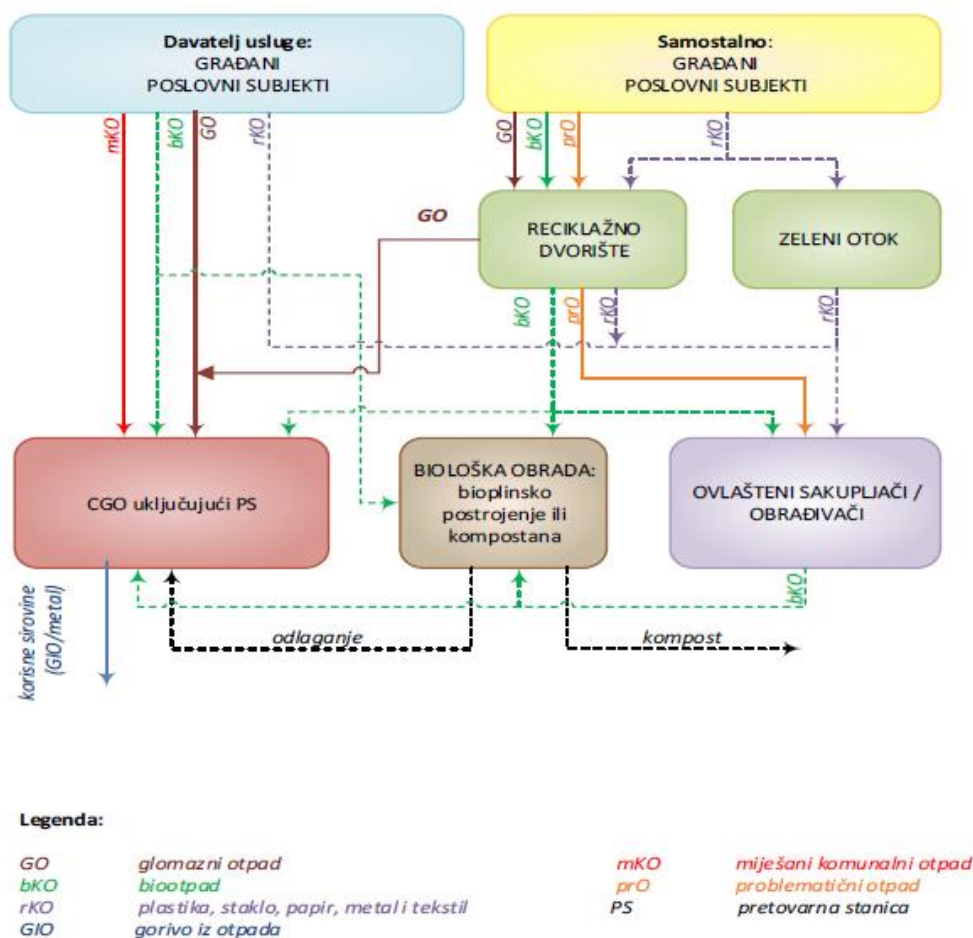 Davatelj usluge:
GRAĐANI
POSLOVNI SUBJEKTI
Samostalno:
GRAĐANI
POSLOVNI SUBJEKTI
mKO
bKO
GO
rKO
GO
bKO
prO
rKO
GO
RECIKLAŽNO
DVORIŠTE
ZELENI OTOK
bKO
prO
rKO
rKO
CGO uključujući PS
BIOLOŠKA OBRADA:
bioplinsko
postrojenje ili
kompostana
OVLAŠTENI SAKUPLJAČI /
OBRAĐIVAČI
korisne sirovine
(GIO/metal)
bKO
odlaganje
kompost
Legenda:
GO glomazni otpad mKO miješani komunalni otpad
bKO biootpad prO problematični otpad
rKO plastika, staklo, papir, metal i tekstil PS pretovarna stanica
GIO gorivo iz otpada